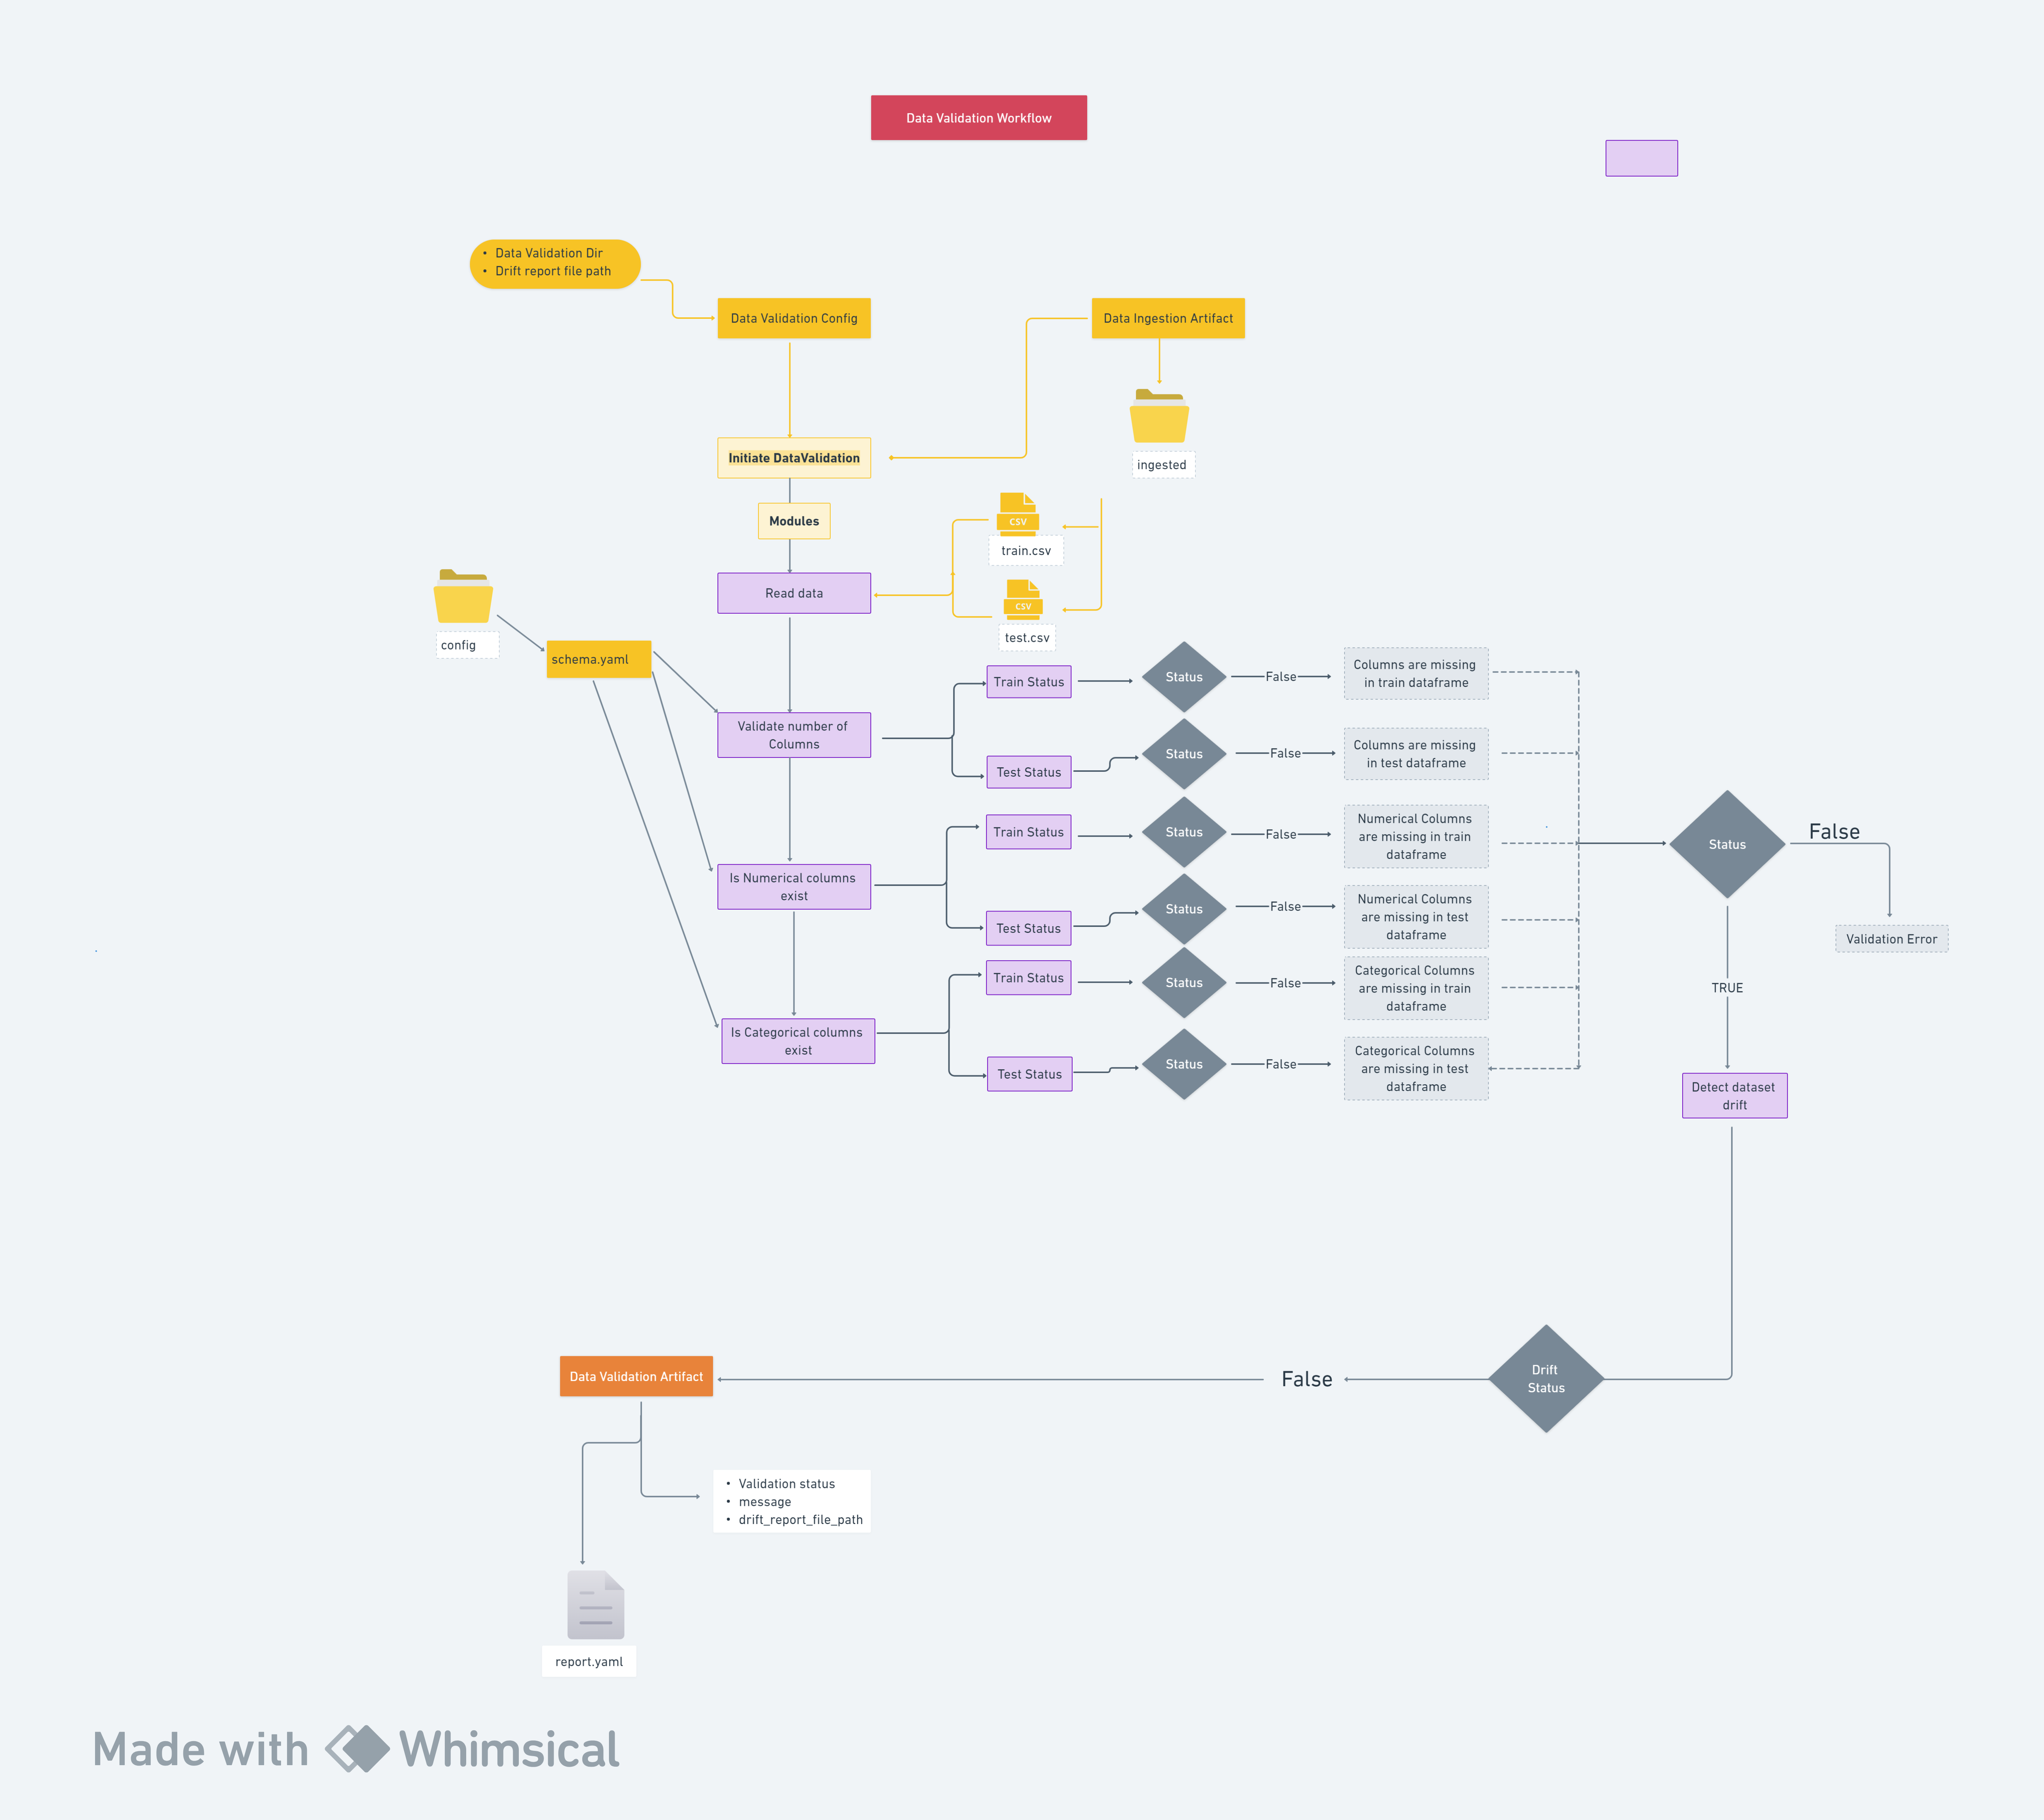 Data Validation Workflow
• Data Validation Dir
• Drift report file path
Data Validation Config
Data Ingestion Artifact
ingested
Initiate DataValidation
Modules
CSV
train.csv
Read data
CSV
test.csv
config
schema.yaml
Validate number of
Columns
Train Status
Status
False
Columns are missing
in train dataframe
Test Status
Status
False
Columns are missing
in test dataframe
Is Numerical columns
exist
Train Status
Status
False
Numerical Columns
are missing in train
dataframe
Test Status
Status
False
Numerical Columns
are missing in test
dataframe
Is Categorical columns
exist
Train Status
Status
False
Categorical Columns
are missing in train
dataframe
Test Status
Status
False
Categorical Columns
are missing in test
dataframe
Status
False
Validation Error
TRUE
Detect dataset
drift
Drift
Status
False
Data Validation Artifact
• Validation status
• message
• drift_report_file_path
report.yaml
Made with Whimsical